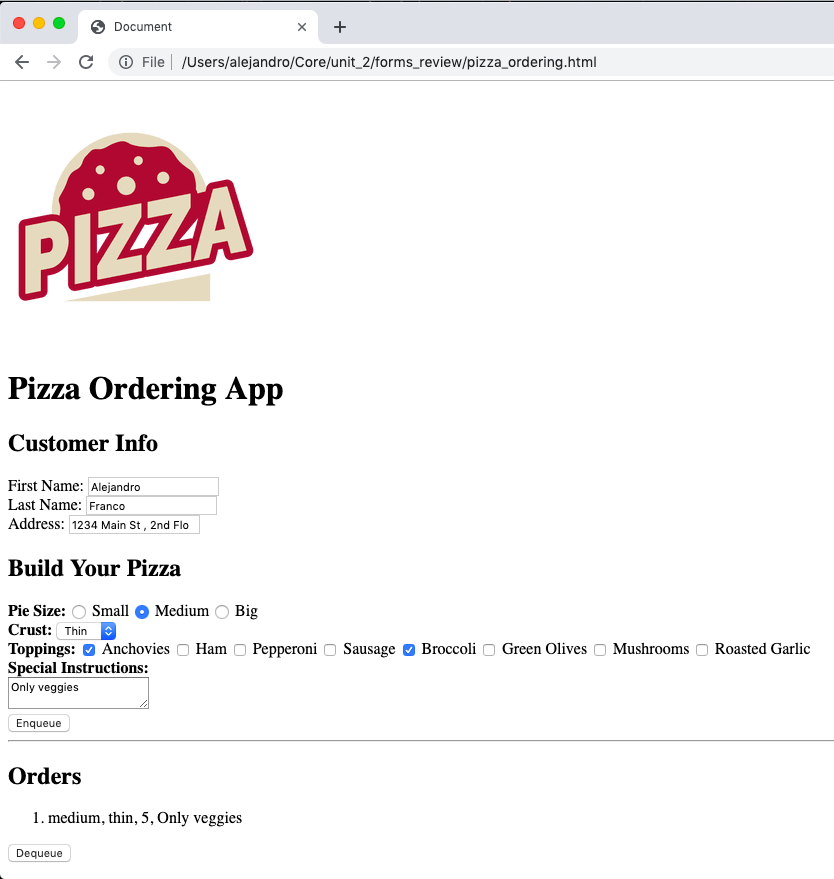 Document
File /Users/alejandro/Core/unit_2/forms_review/pizza_ordering.html
PIZZA
Pizza Ordering App
Customer Info
First Name: Alejandro
Last Name: Franco
Address: 1234 Main St , 2nd Flo
Build Your Pizza
Pie Size: Small Medium Big
Crust: Thin
Toppings: Anchovies Ham Pepperoni Sausage Broccoli Green Olives Mushrooms Roasted Garlic
Special Instructions:
Only veggies
Enqueue
Orders
1. medium, thin, 5, Only veggies
Dequeue